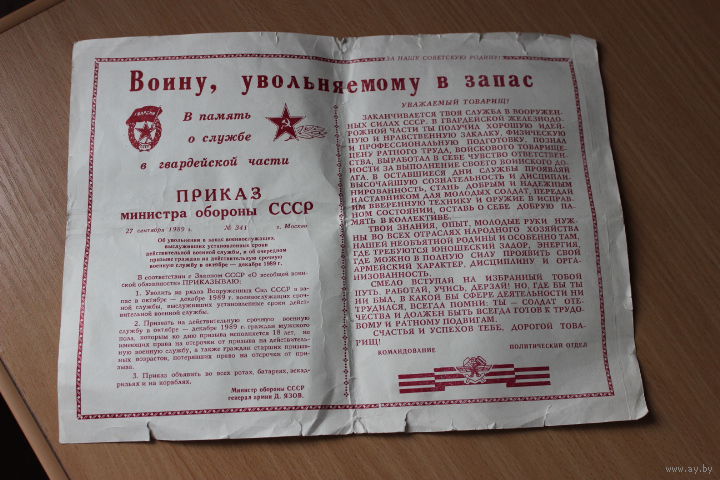 ЗА НАШУ СОВЕТСКУЮ РОДИНУ!
Воину, увольняемому в запас
ГВАРДИЯ
В память
о службе
в гвардейской части
ПРИКАЗ
министра обороны СССР
27 сентября 1989 г. № 341 г. Москва
Об увольнении в запас военнослужащих,
выслуживших установленные сроки
действительной военной службы, и об очередном
призыве граждан на действительную срочную
военную службу в октябре — декабре 1989 г.
В соответствии с Законом СССР «О всеобщей воин-
ской обязанности» ПРИКАЗЫВАЮ:
1. Уволить из рядов Вооруженных Сил СССР в за-
пас в октябре — декабре 1989 г. военнослужащих сроч-
ной службы, выслуживших установленные сроки дейст-
вительной военной службы.
2. Призвать на действительную срочную военную
службу в октябре — декабре 1989 г. граждан мужского
пола, которым ко дню призыва исполняется 18 лет, не
имеющих права на отсрочки от призыва на действитель-
ную военную службу, а также граждан старших призыв-
ных возрастов, потерявших право на отсрочки от при-
зыва.
3. Приказ объявить во всех ротах, батареях, эскад-
рильях и на кораблях.
Министр обороны СССР
генерал армии Д. ЯЗОВ.
УВАЖАЕМЫЙ ТОВАРИЩ!
ЗАКАНЧИВАЕТСЯ ТВОЯ СЛУЖБА В ВООРУЖЕН-
НЫХ СИЛАХ СССР. В ГВАРДЕЙСКОЙ ЖЕЛЕЗНОДО-
РОЖНОЙ ЧАСТИ ТЫ ПОЛУЧИЛ ХОРОШУЮ ИДЕЙ-
НУЮ И НРАВСТВЕННУЮ ЗАКАЛКУ, ФИЗИЧЕСКУЮ
И ПРОФЕССИОНАЛЬНУЮ ПОДГОТОВКУ. ПОЗНАЛ
ЦЕНУ РАТНОГО ТРУДА, ВОИСКОВОГО ТОВАРИЩЕ-
СТВА, ВЫРАБОТАЛ В СЕБЕ ЧУВСТВО ОТВЕТСТВЕН-
НОСТИ ЗА ВЫПОЛНЕНИЕ СВОЕГО ВОИНСКОГО ДО-
ЛГА. В ОСТАВШИЕСЯ ДНИ СЛУЖБЫ ПРОЯВЛЯЙ
ВЫСОЧАЙШУЮ СОЗНАТЕЛЬНОСТЬ И ДИСЦИПЛИ-
НИРОВАННОСТЬ, СТАНЬ ДОБРЫМ И НАДЕЖНЫМ
НАСТАВНИКОМ ДЛЯ МОЛОДЫХ СОЛДАТ, ПЕРЕДАЙ
ИМ ВВЕРЕННУЮ ТЕХНИКУ И ОРУЖИЕ В ИСПРАВ-
НОМ СОСТОЯНИИ, ОСТАВЬ О СЕБЕ ДОБРУЮ ПА-
МЯТЬ В КОЛЛЕКТИВЕ.
ТВОИ ЗНАНИЯ, ОПЫТ, МОЛОДЫЕ РУКИ НУЖ-
НЫ ВО ВСЕХ ОТРАСЛЯХ НАРОДНОГО ХОЗЯЙСТВА
НАШЕЙ НЕОБЪЯТНОЙ РОДИНЫ И ОСОБЕННО ТАМ,
ГДЕ ТРЕБУЮТСЯ ЮНОШЕСКИЙ ЗАДОР, ЭНЕРГИЯ,
ГДЕ МОЖНО В ПОЛНУЮ СИЛУ ПРОЯВИТЬ СВОЙ
АРМЕЙСКИЙ ХАРАКТЕР, ДИСЦИПЛИНУ И ОРГА-
НИЗОВАННОСТЬ.
СМЕЛО ВСТУПАЙ НА ИЗБРАННЫЙ ТОБОЙ
ПУТЬ. РАБОТАЙ, УЧИСЬ, ДЕРЗАЙ! НО, ГДЕ БЫ ТЫ
НИ БЫЛ, В КАКОЙ БЫ СФЕРЕ ДЕЯТЕЛЬНОСТИ НИ
ТРУДИЛСЯ, ВСЕГДА ПОМНИ: ТЫ — СОЛДАТ ОТЕ-
ЧЕСТВА И ДОЛЖЕН БЫТЬ ВСЕГДА ГОТОВ К ТРУДО-
ВОМУ И РАТНОМУ ПОДВИГАМ.
СЧАСТЬЯ И УСПЕХОВ ТЕБЕ, ДОРОГОЙ ТОВА-
РИЩ!
КОМАНДОВАНИЕ ПОЛИТИЧЕСКИЙ ОТДЕЛ
www.ay.by